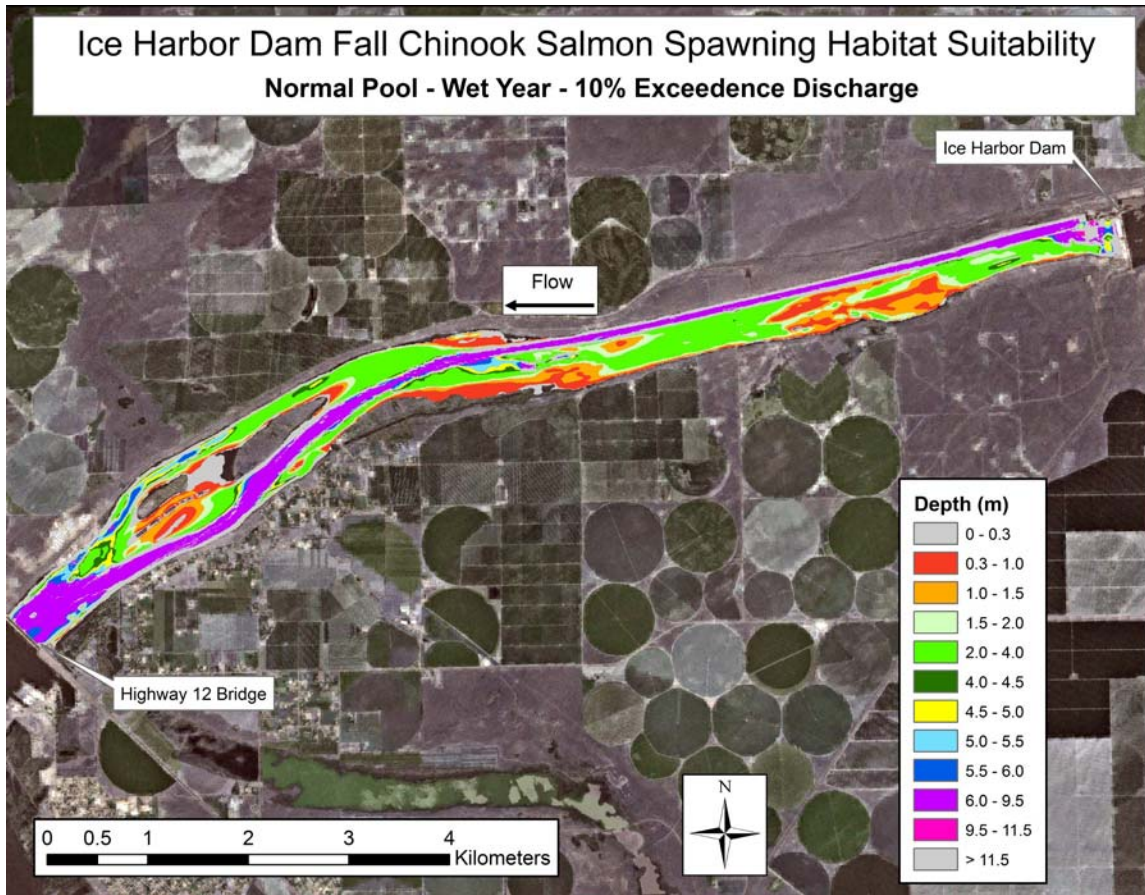 Ice Harbor Dam Fall Chinook Salmon Spawning Habitat Suitability
Normal Pool - Wet Year - 10% Exceedence Discharge
Ice Harbor Dam
Flow
Highway 12 Bridge
Depth (m)
0 - 0.3
0.3 - 1.0
1.0 - 1.5
1.5 - 2.0
2.0 - 4.0
4.0 - 4.5
4.5 - 5.0
5.0 - 5.5
5.5 - 6.0
6.0 - 9.5
9.5 - 11.5
> 11.5
N
0 0.5 1 2 3 4
Kilometers